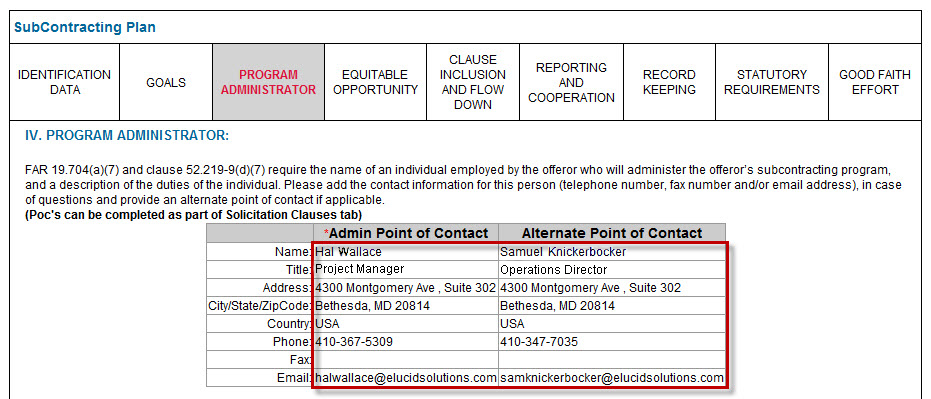 SubContracting Plan
IDENTIFICATION DATA
GOALS
PROGRAM ADMINISTRATOR
EQUITABLE OPPORTUNITY
CLAUSE INCLUSION AND FLOW DOWN
REPORTING AND COOPERATION
RECORD KEEPING
STATUTORY REQUIREMENTS
GOOD FAITH EFFORT
IV. PROGRAM ADMINISTRATOR:
FAR 19.704(a)(7) and clause 52.219-9(d)(7) require the name of an individual employed by the offeror who will administer the offeror's subcontracting program,
and a description of the duties of the individual. Please add the contact information for this person (telephone number, fax number and/or email address), in case
of questions and provide an alternate point of contact if applicable.
(Poc's can be completed as part of Solicitation Clauses tab)
*Admin Point of Contact Alternate Point of Contact
Name: Hal Wallace Samuel Knickerbocker
Title: Project Manager Operations Director
Address: 4300 Montgomery Ave , Suite 302 4300 Montgomery Ave , Suite 302
City/State/ZipCode: Bethesda, MD 20814 Bethesda, MD 20814
Country: USA USA
Phone: 410-367-5309 410-347-7035
Fax:
Email: halwallace@elucidsolutions.com samknickerbocker@elucidsolutions.com